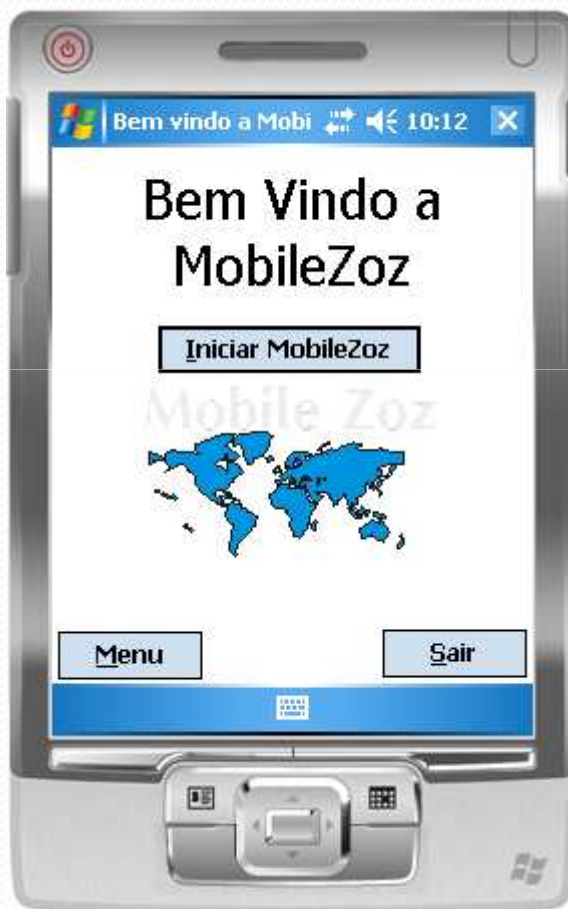 Bem vindo a Mobi 10:12
Bem Vindo a
MobileZoz
Iniciar MobileZoz
Mobile Zoz
Menu
Sair